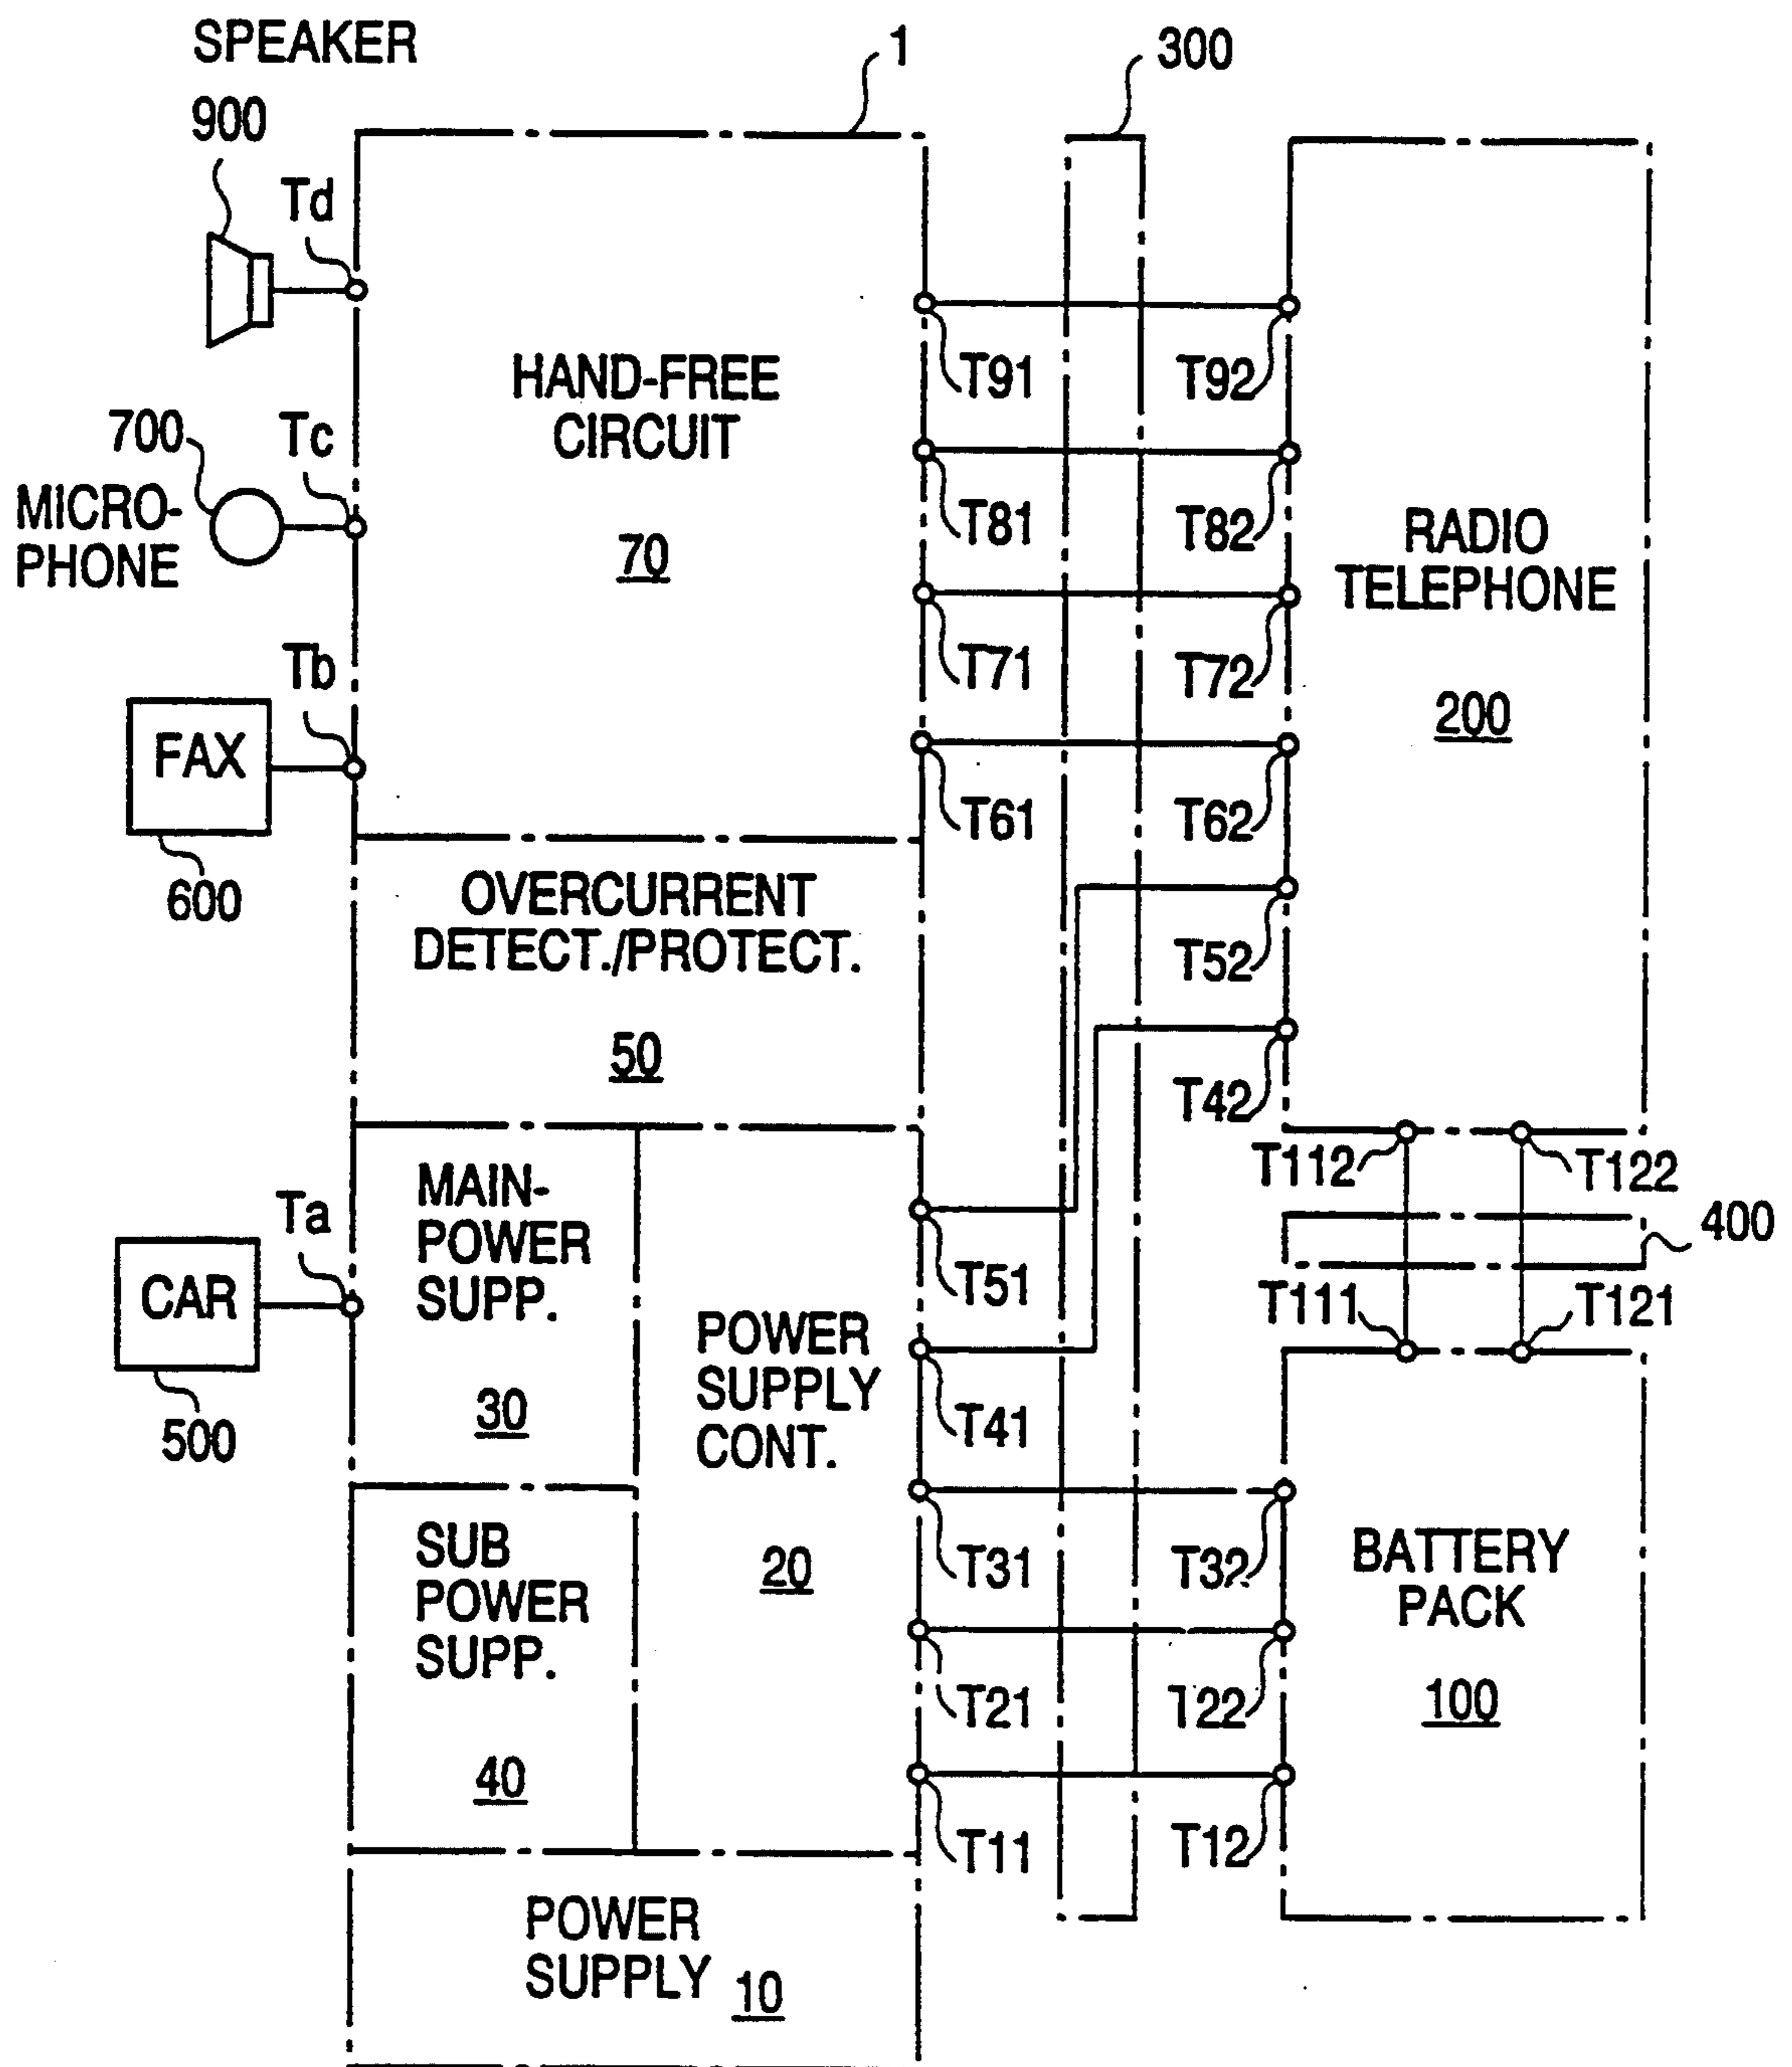 SPEAKER
900
1
300
Td
HAND-FREE
CIRCUIT
70
700
Tc
MICRO-
PHONE
Tb
FAX
600
T91
T92
T81
T82
T71
T72
T61
T62
RADIO
TELEPHONE
200
OVERCURRENT
DETECT./PROTECT.
50
T52
T42
T112
T122
400
T111
T121
MAIN-
POWER
SUPP.
30
Ta
CAR
500
POWER
SUPPLY
CONT.
20
T51
T41
T31
T32
T21
T22
T11
T12
SUB
POWER
SUPP.
40
BATTERY
PACK
100
POWER
SUPPLY 10